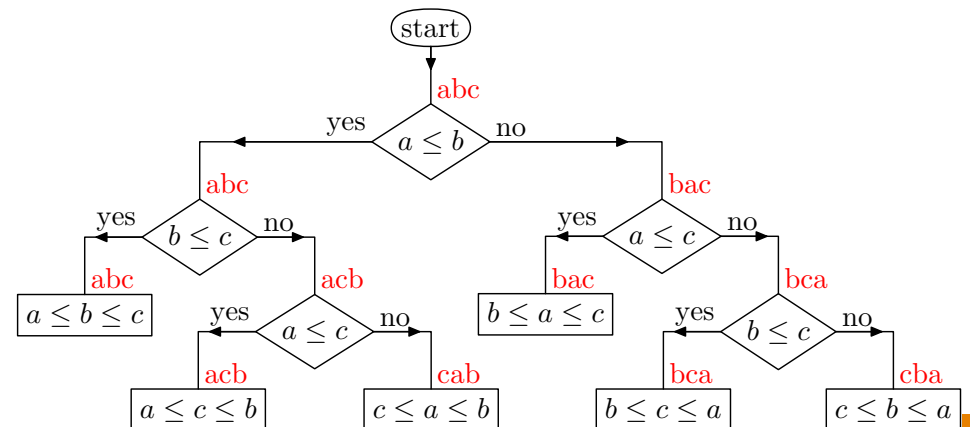 start
abc
yes
a ≤ b
no
abc
bac
yes
b ≤ c
no
yes
a ≤ c
no
abc
acb
bac
bca
a ≤ b ≤ c
yes
a ≤ c
no
b ≤ a ≤ c
yes
b ≤ c
no
acb
cab
bca
cba
a ≤ c ≤ b
c ≤ a ≤ b
b ≤ c ≤ a
c ≤ b ≤ a